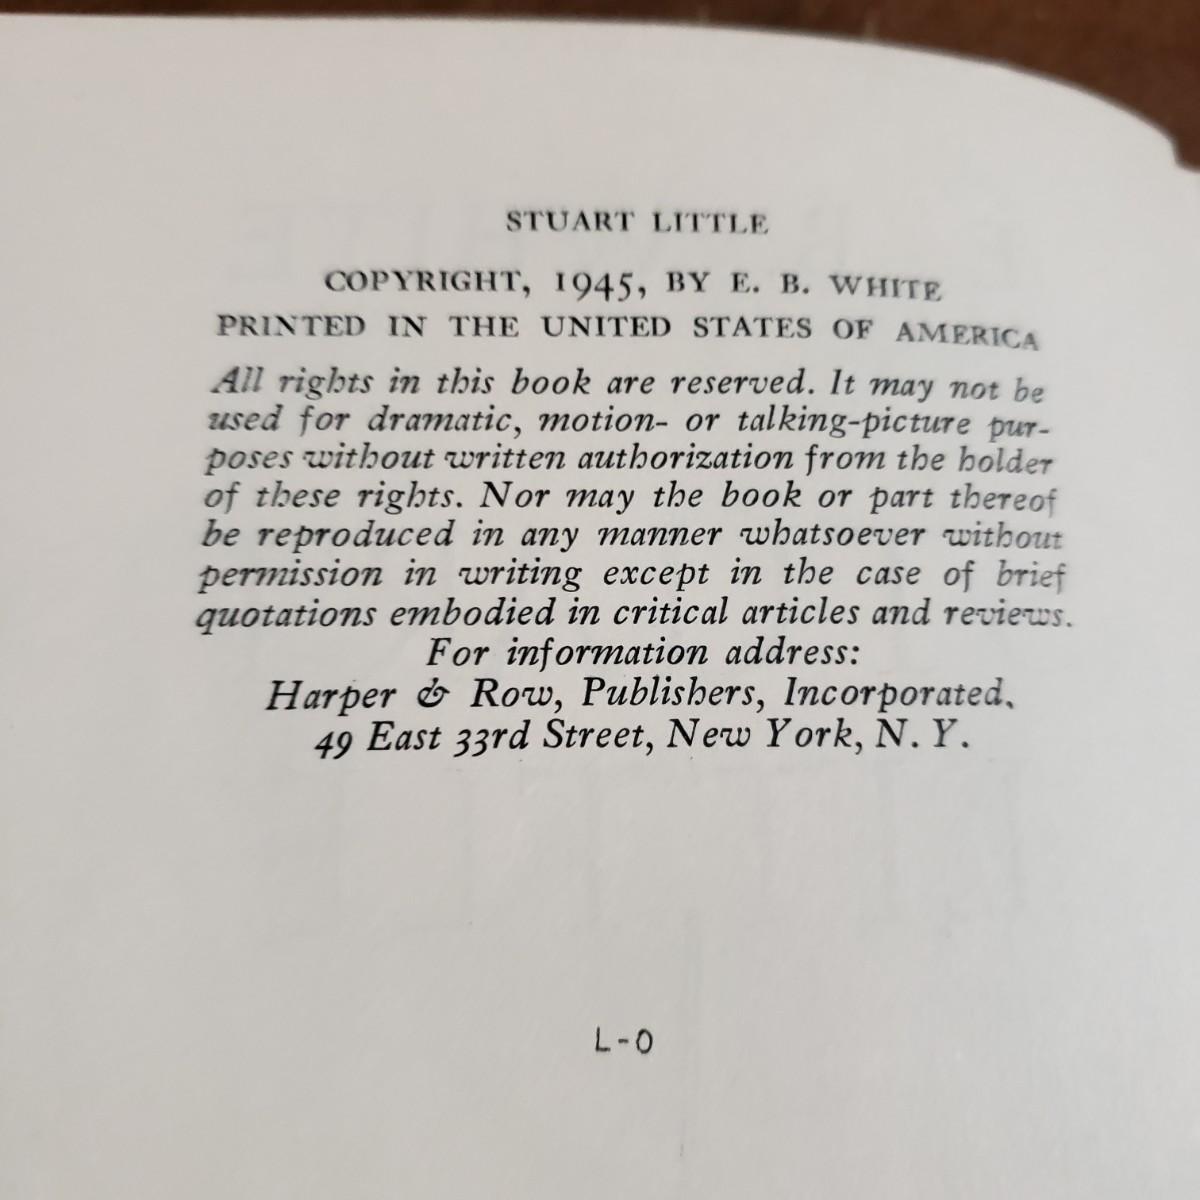 STUART LITTLE
COPYRIGHT, 1945, BY E. B. WHITE
PRINTED IN THE UNITED STATES OF AMERICA
All rights in this book are reserved. It may not be
used for dramatic, motion- or talking-picture pur-
poses without written authorization from the holder
of these rights. Nor may the book or part thereof
be reproduced in any manner whatsoever without
permission in writing except in the case of brief
quotations embodied in critical articles and reviews.
For information address:
Harper & Row, Publishers, Incorporated,
49 East 33rd Street, New York, N. Y.
L-O